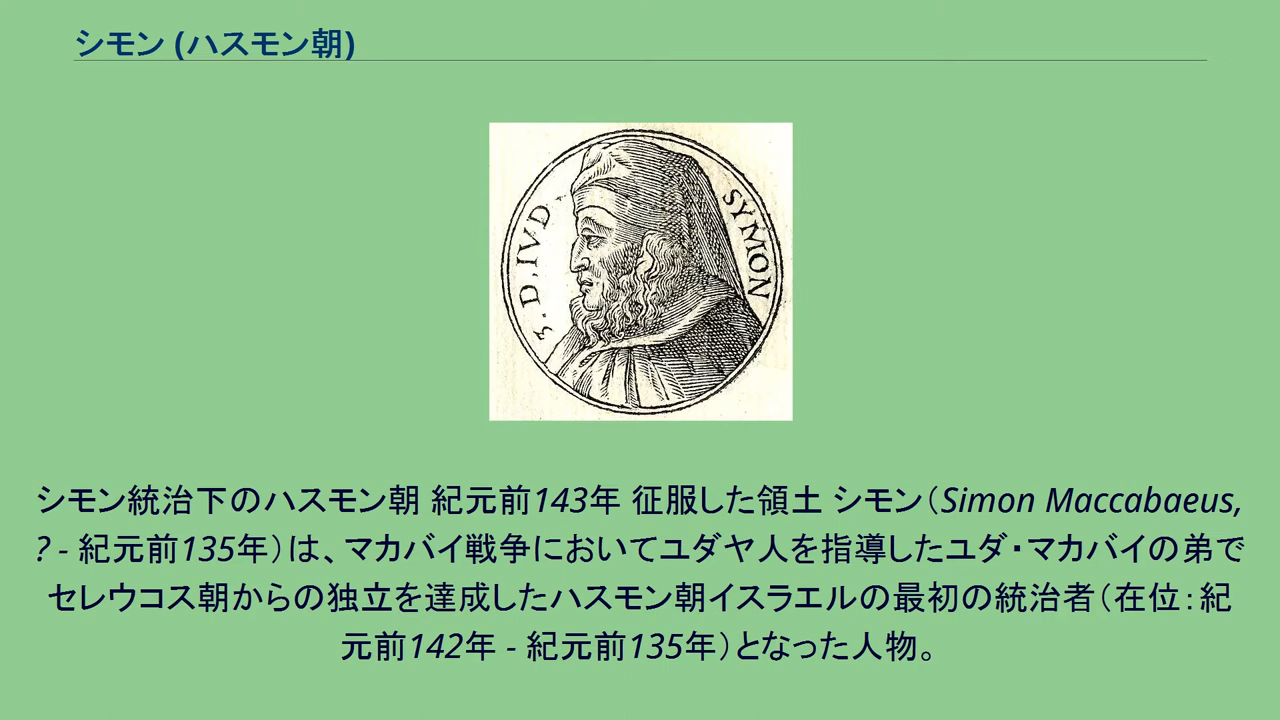 シモン (ハスモン朝)
3. D. IVD.
SYMON
シモン統治下のハスモン朝 紀元前143年 征服した領土 シモン（Simon Maccabaeus,
? - 紀元前135年）は、マカバイ戦争においてユダヤ人を指導したユダ・マカバイの弟で
セレウコス朝からの独立を達成したハスモン朝イスラエルの最初の統治者（在位：紀
元前142年 - 紀元前135年）となった人物。